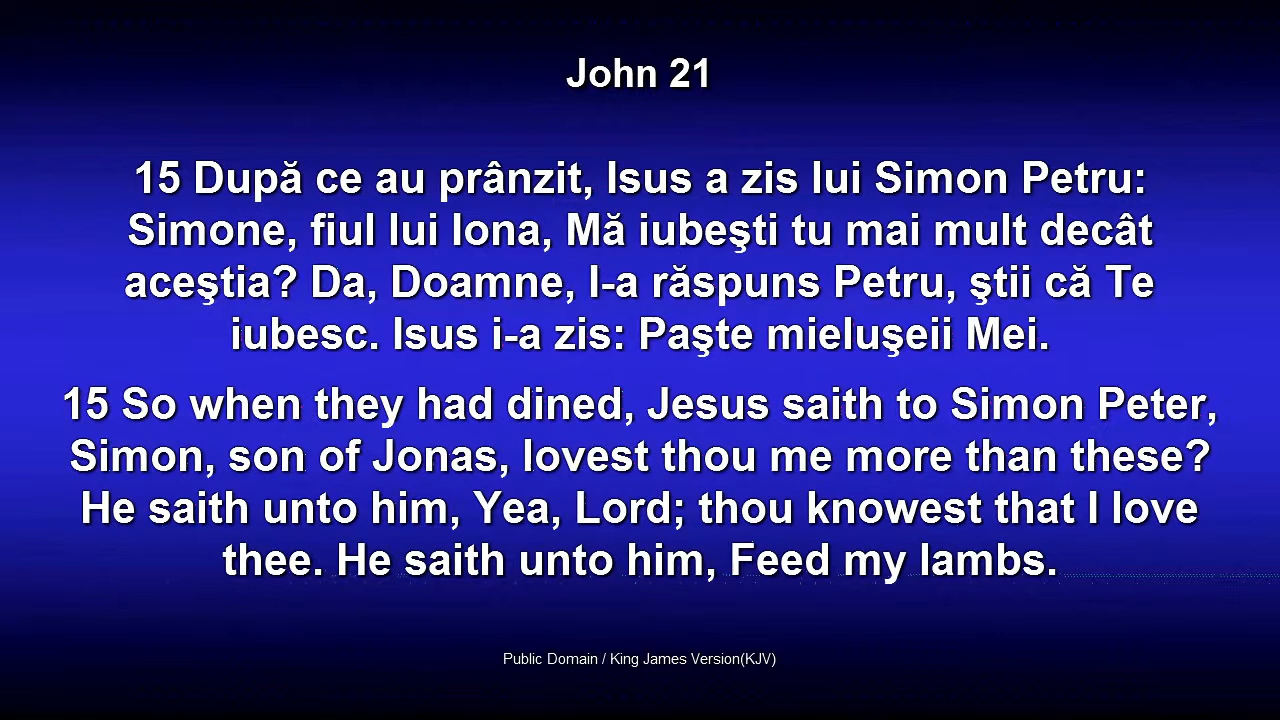 John 21
15 După ce au prânzit, Isus a zis lui Simon Petru:
Simone, fiul lui Iona, Mă iubeşti tu mai mult decât
aceştia? Da, Doamne, I-a răspuns Petru, ştii că Te
iubesc. Isus i-a zis: Paşte mieluşeii Mei.
15 So when they had dined, Jesus saith to Simon Peter,
Simon, son of Jonas, lovest thou me more than these?
He saith unto him, Yea, Lord; thou knowest that I love
thee. He saith unto him, Feed my lambs.
Public Domain / King James Version(KJV)